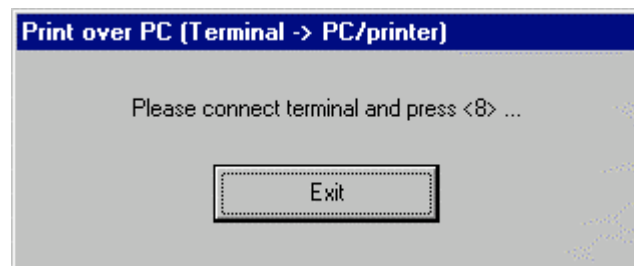 Print over PC (Terminal -> PC/printer)
Please connect terminal and press <8> ...
Exit